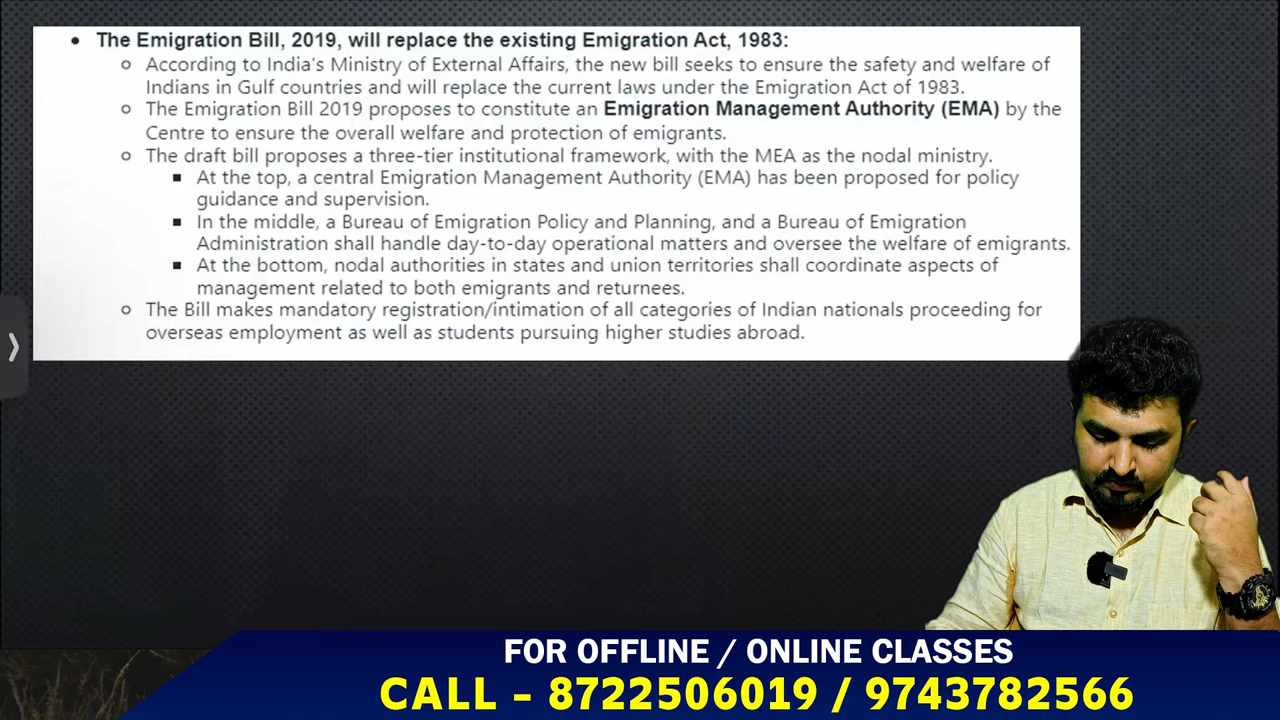 • The Emigration Bill, 2019, will replace the existing Emigration Act, 1983:
○ According to India's Ministry of External Affairs, the new bill seeks to ensure the safety and welfare of
Indians in Gulf countries and will replace the current laws under the Emigration Act of 1983.
○ The Emigration Bill 2019 proposes to constitute an Emigration Management Authority (EMA) by the
Centre to ensure the overall welfare and protection of emigrants.
○ The draft bill proposes a three-tier institutional framework, with the MEA as the nodal ministry.
▪ At the top, a central Emigration Management Authority (EMA) has been proposed for policy
guidance and supervision.
▪ In the middle, a Bureau of Emigration Policy and Planning, and a Bureau of Emigration
Administration shall handle day-to-day operational matters and oversee the welfare of emigrants.
▪ At the bottom, nodal authorities in states and union territories shall coordinate aspects of
management related to both emigrants and returnees.
○ The Bill makes mandatory registration/intimation of all categories of Indian nationals proceeding for
overseas employment as well as students pursuing higher studies abroad.
FOR OFFLINE / ONLINE CLASSES
CALL - 8722506019 / 9743782566